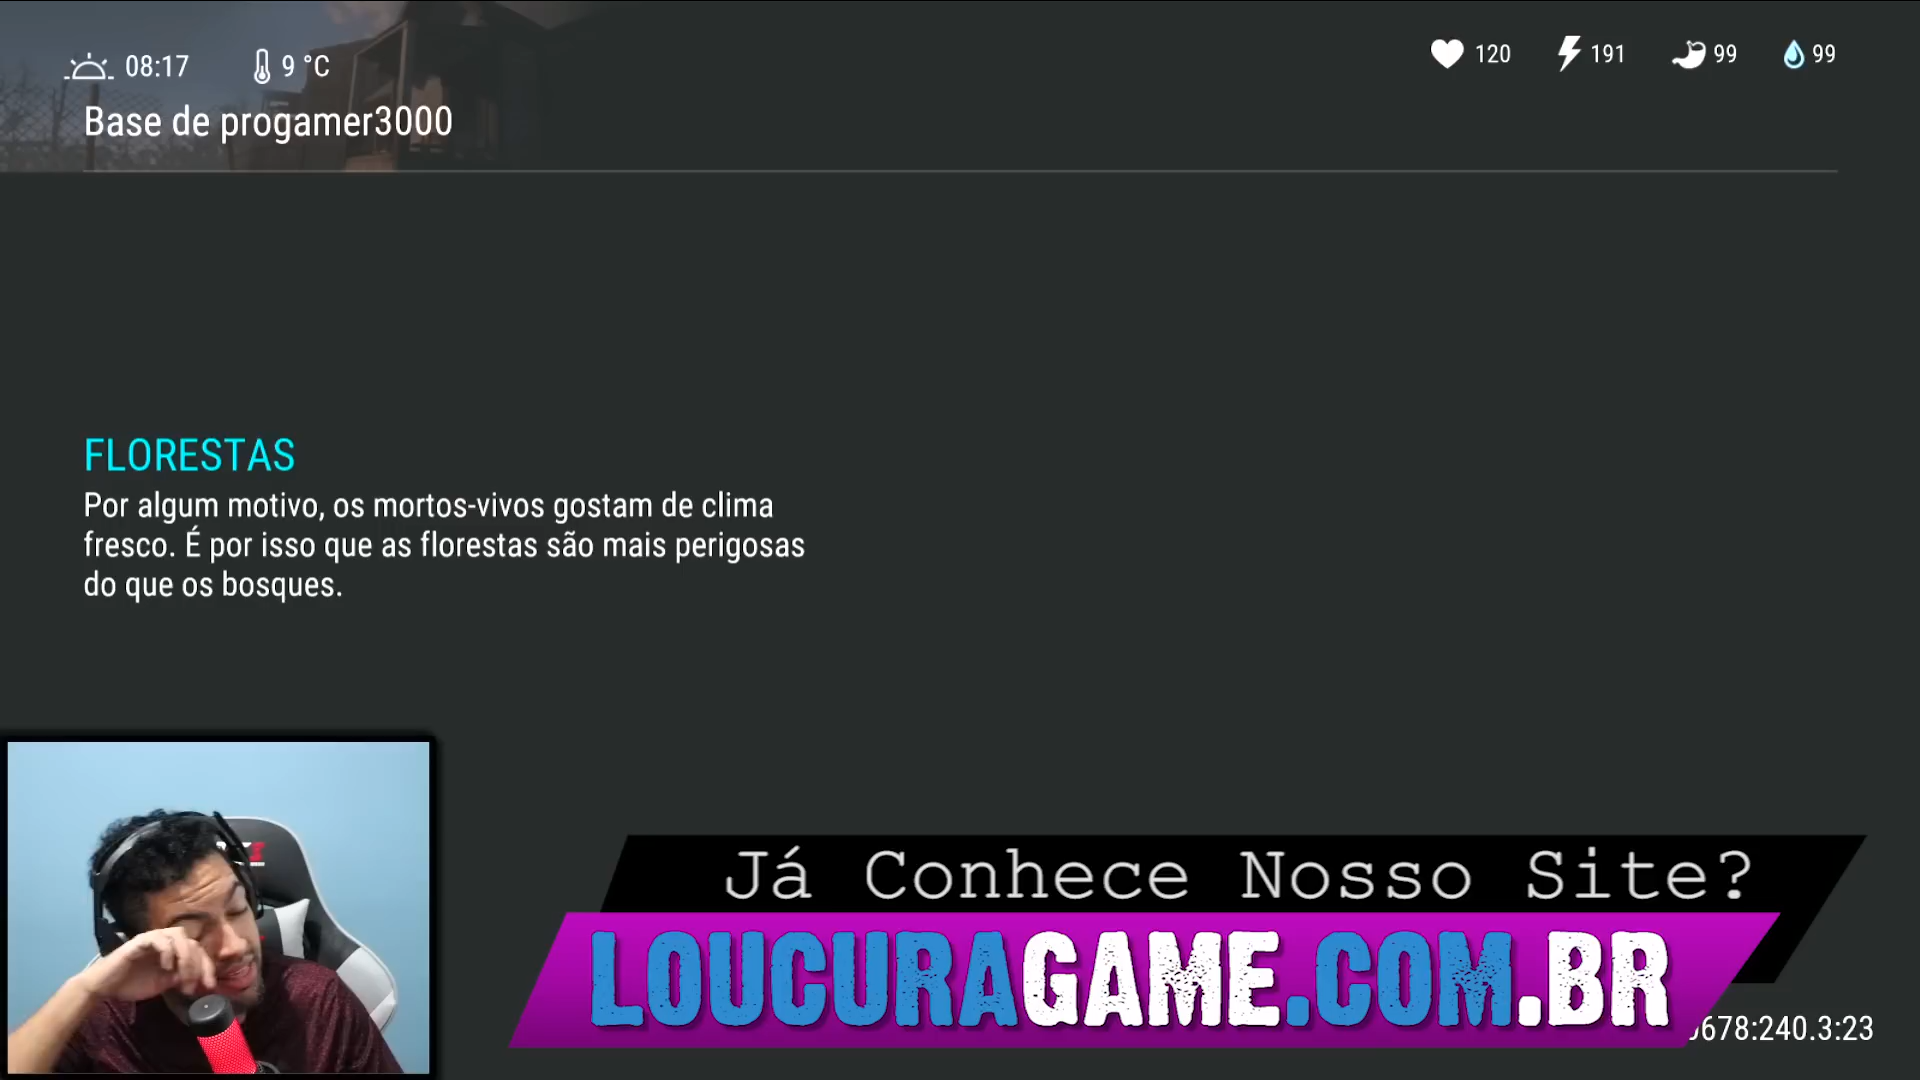 08:17 9 °C
120 191 99 99
Base de progamer3000
FLORESTAS
Por algum motivo, os mortos-vivos gostam de clima
fresco. É por isso que as florestas são mais perigosas
do que os bosques.
Já Conhece Nosso Site?
LOUCURAGAME.COM.BR
678:240.3:23